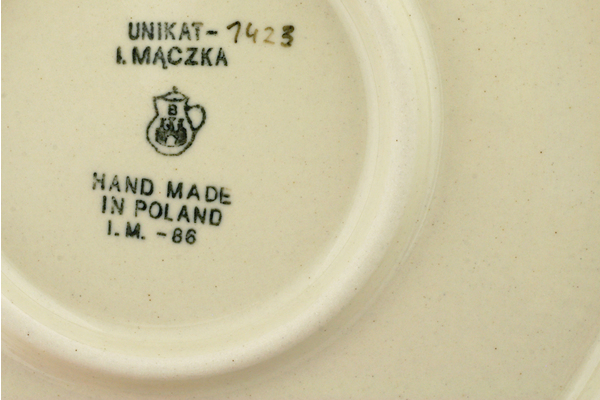 UNIKAT- 1423
I. MĄCZKA
B
HAND MADE
IN POLAND
I.M. -86